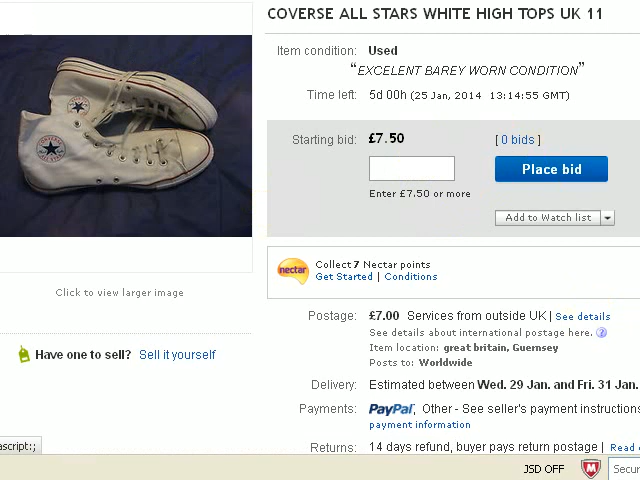 COVERSE ALL STARS WHITE HIGH TOPS UK 11
Item condition: Used
“EXCELENT BAREY WORN CONDITION”
Time left: 5d 00h (25 Jan, 2014 13:14:55 GMT)
Starting bid: £7.50 [ 0 bids ]
Place bid
Enter £7.50 or more
Add to Watch list
nectar
Collect 7 Nectar points
Get Started | Conditions
Click to view larger image
Postage: £7.00 Services from outside UK | See details
See details about international postage here. ?
Item location: great britain, Guernsey
Posts to: Worldwide
Have one to sell? Sell it yourself
Delivery: Estimated between Wed. 29 Jan. and Fri. 31 Jan.
Payments: PayPal, Other - See seller's payment instructions
payment information
Returns: 14 days refund, buyer pays return postage | Read
ascript:;
JSD OFF
Secur